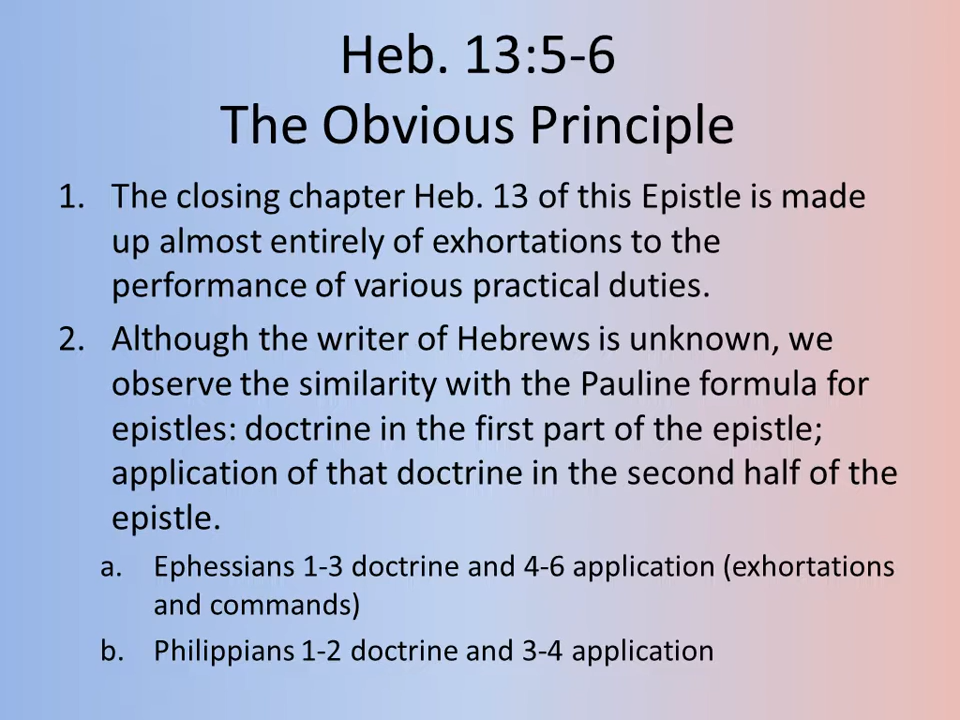 Heb. 13:5-6
The Obvious Principle
1. The closing chapter Heb. 13 of this Epistle is made
up almost entirely of exhortations to the
performance of various practical duties.
2. Although the writer of Hebrews is unknown, we
observe the similarity with the Pauline formula for
epistles: doctrine in the first part of the epistle;
application of that doctrine in the second half of the
epistle.
a. Ephessians 1-3 doctrine and 4-6 application (exhortations
and commands)
b. Philippians 1-2 doctrine and 3-4 application